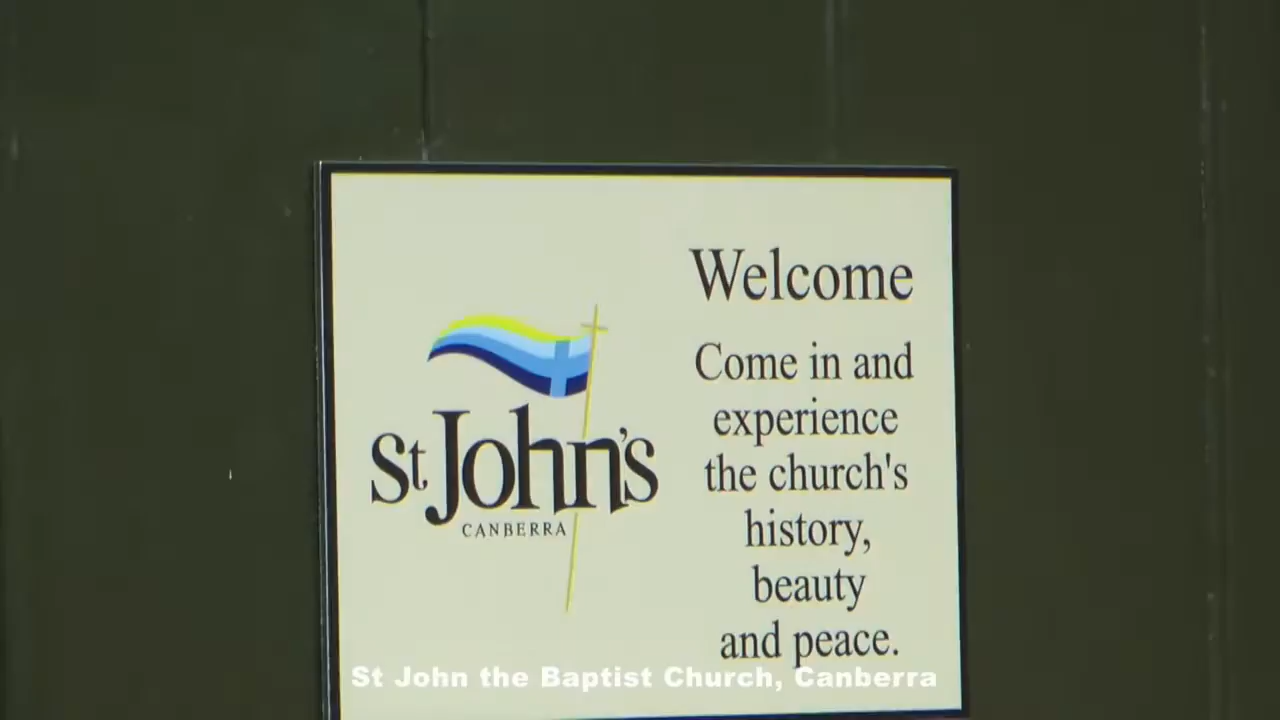 Welcome
Come in and
experience
the church's
history,
beauty
and peace.
St John's
CANBERRA
St John the Baptist Church, Canberra